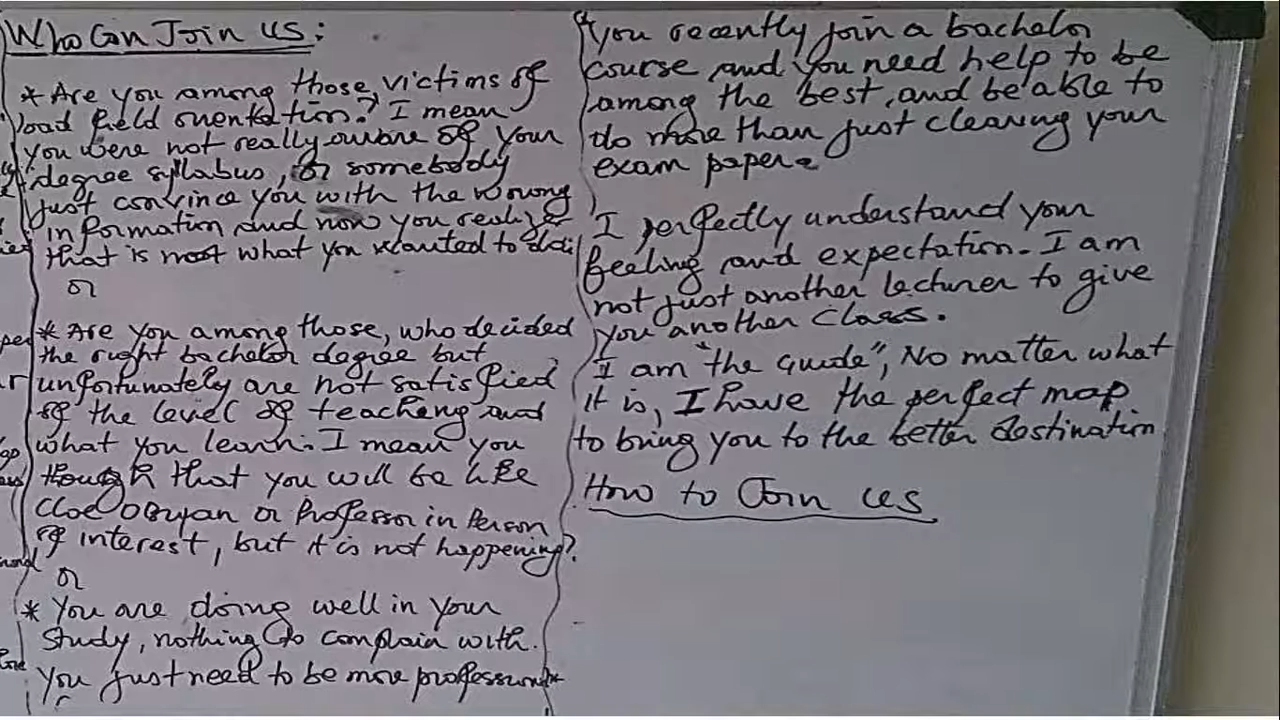 Who Can Join US:
* Are you among those, victims of
bad field orientation? I mean
you were not really aware of your
degree syllabus, or somebody
just convince you with the wrong
information and now you realize
that is not what you wanted to do
or
* Are you among those, who decided
the right bachelor degree but
unfortunately are not satisfied
of the level of teaching and
what you learn. I mean you
though that you will be like
Cloe OBryan or Professor in Person
of interest, but it is not happening?
or
* You are doing well in your
study, nothing to complain with.
You just need to be more professional
you recently join a bachelor
course and you need help to be
among the best, and be able to
do more than just clearing your
exam paper.
I perfectly understand your
feeling and expectation. I am
not just another lecturer to give
you another class.
I am "the guide", No matter what
it is, I have the perfect map
to bring you to the better destination
How to Join US